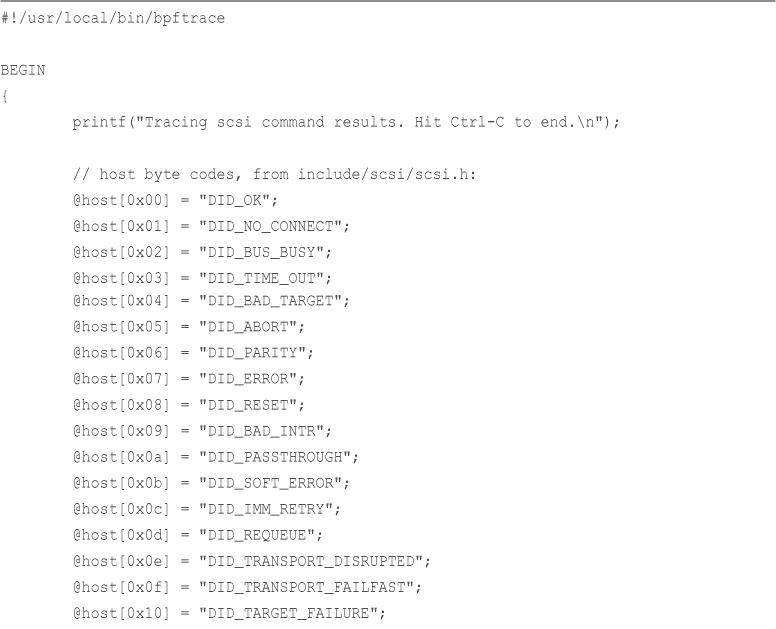 #!/usr/local/bin/bpftrace
BEGIN
{
printf("Tracing scsi command results. Hit Ctrl-C to end.\n");
// host byte codes, from include/scsi/scsi.h:
@host[0x00] = "DID_OK";
@host[0x01] = "DID_NO_CONNECT";
@host[0x02] = "DID_BUS_BUSY";
@host[0x03] = "DID_TIME_OUT";
@host[0x04] = "DID_BAD_TARGET";
@host[0x05] = "DID_ABORT";
@host[0x06] = "DID_PARITY";
@host[0x07] = "DID_ERROR";
@host[0x08] = "DID_RESET";
@host[0x09] = "DID_BAD_INTR";
@host[0x0a] = "DID_PASSTHROUGH";
@host[0x0b] = "DID_SOFT_ERROR";
@host[0x0c] = "DID_IMM_RETRY";
@host[0x0d] = "DID_REQUEUE";
@host[0x0e] = "DID_TRANSPORT_DISRUPTED";
@host[0x0f] = "DID_TRANSPORT_FAILFAST";
@host[0x10] = "DID_TARGET_FAILURE";